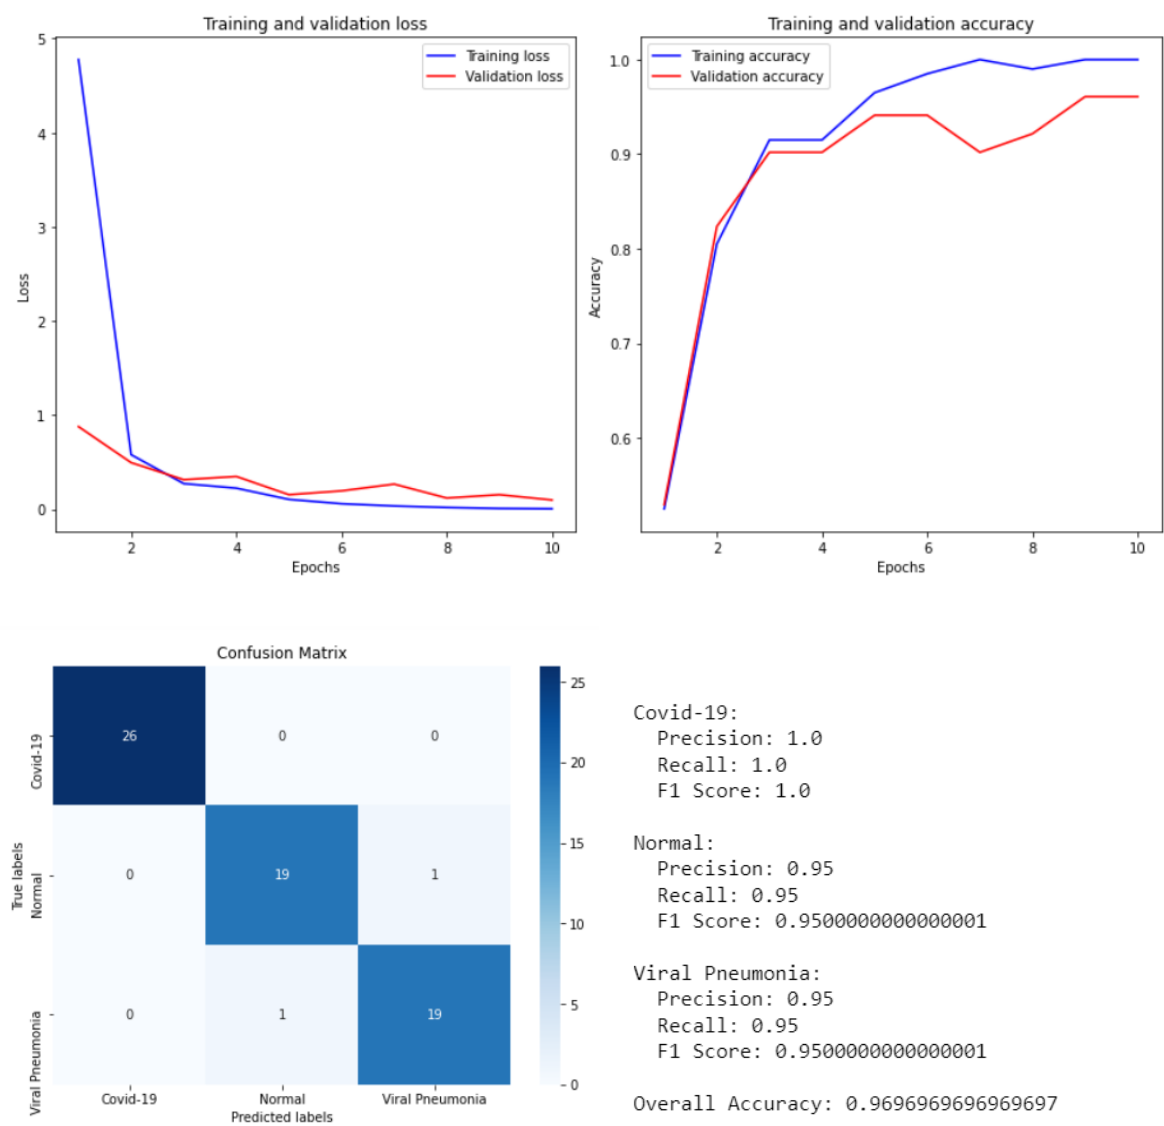 Training and validation loss
5
4
3
2
1
0
Loss
Training loss
Validation loss
2
4
6
8
10
Epochs
Training and validation accuracy
1.0
0.9
0.8
0.7
0.6
Accuracy
Training accuracy
Validation accuracy
2
4
6
8
10
Epochs
Confusion Matrix
True labels
Covid-19
Normal
Viral Pneumonia
26 0 0
0 19 1
0 1 19
Covid-19 Normal Viral Pneumonia
Predicted labels
25
20
15
10
5
0
Covid-19:
Precision: 1.0
Recall: 1.0
F1 Score: 1.0
Normal:
Precision: 0.95
Recall: 0.95
F1 Score: 0.9500000000000001
Viral Pneumonia:
Precision: 0.95
Recall: 0.95
F1 Score: 0.9500000000000001
Overall Accuracy: 0.9696969696969697